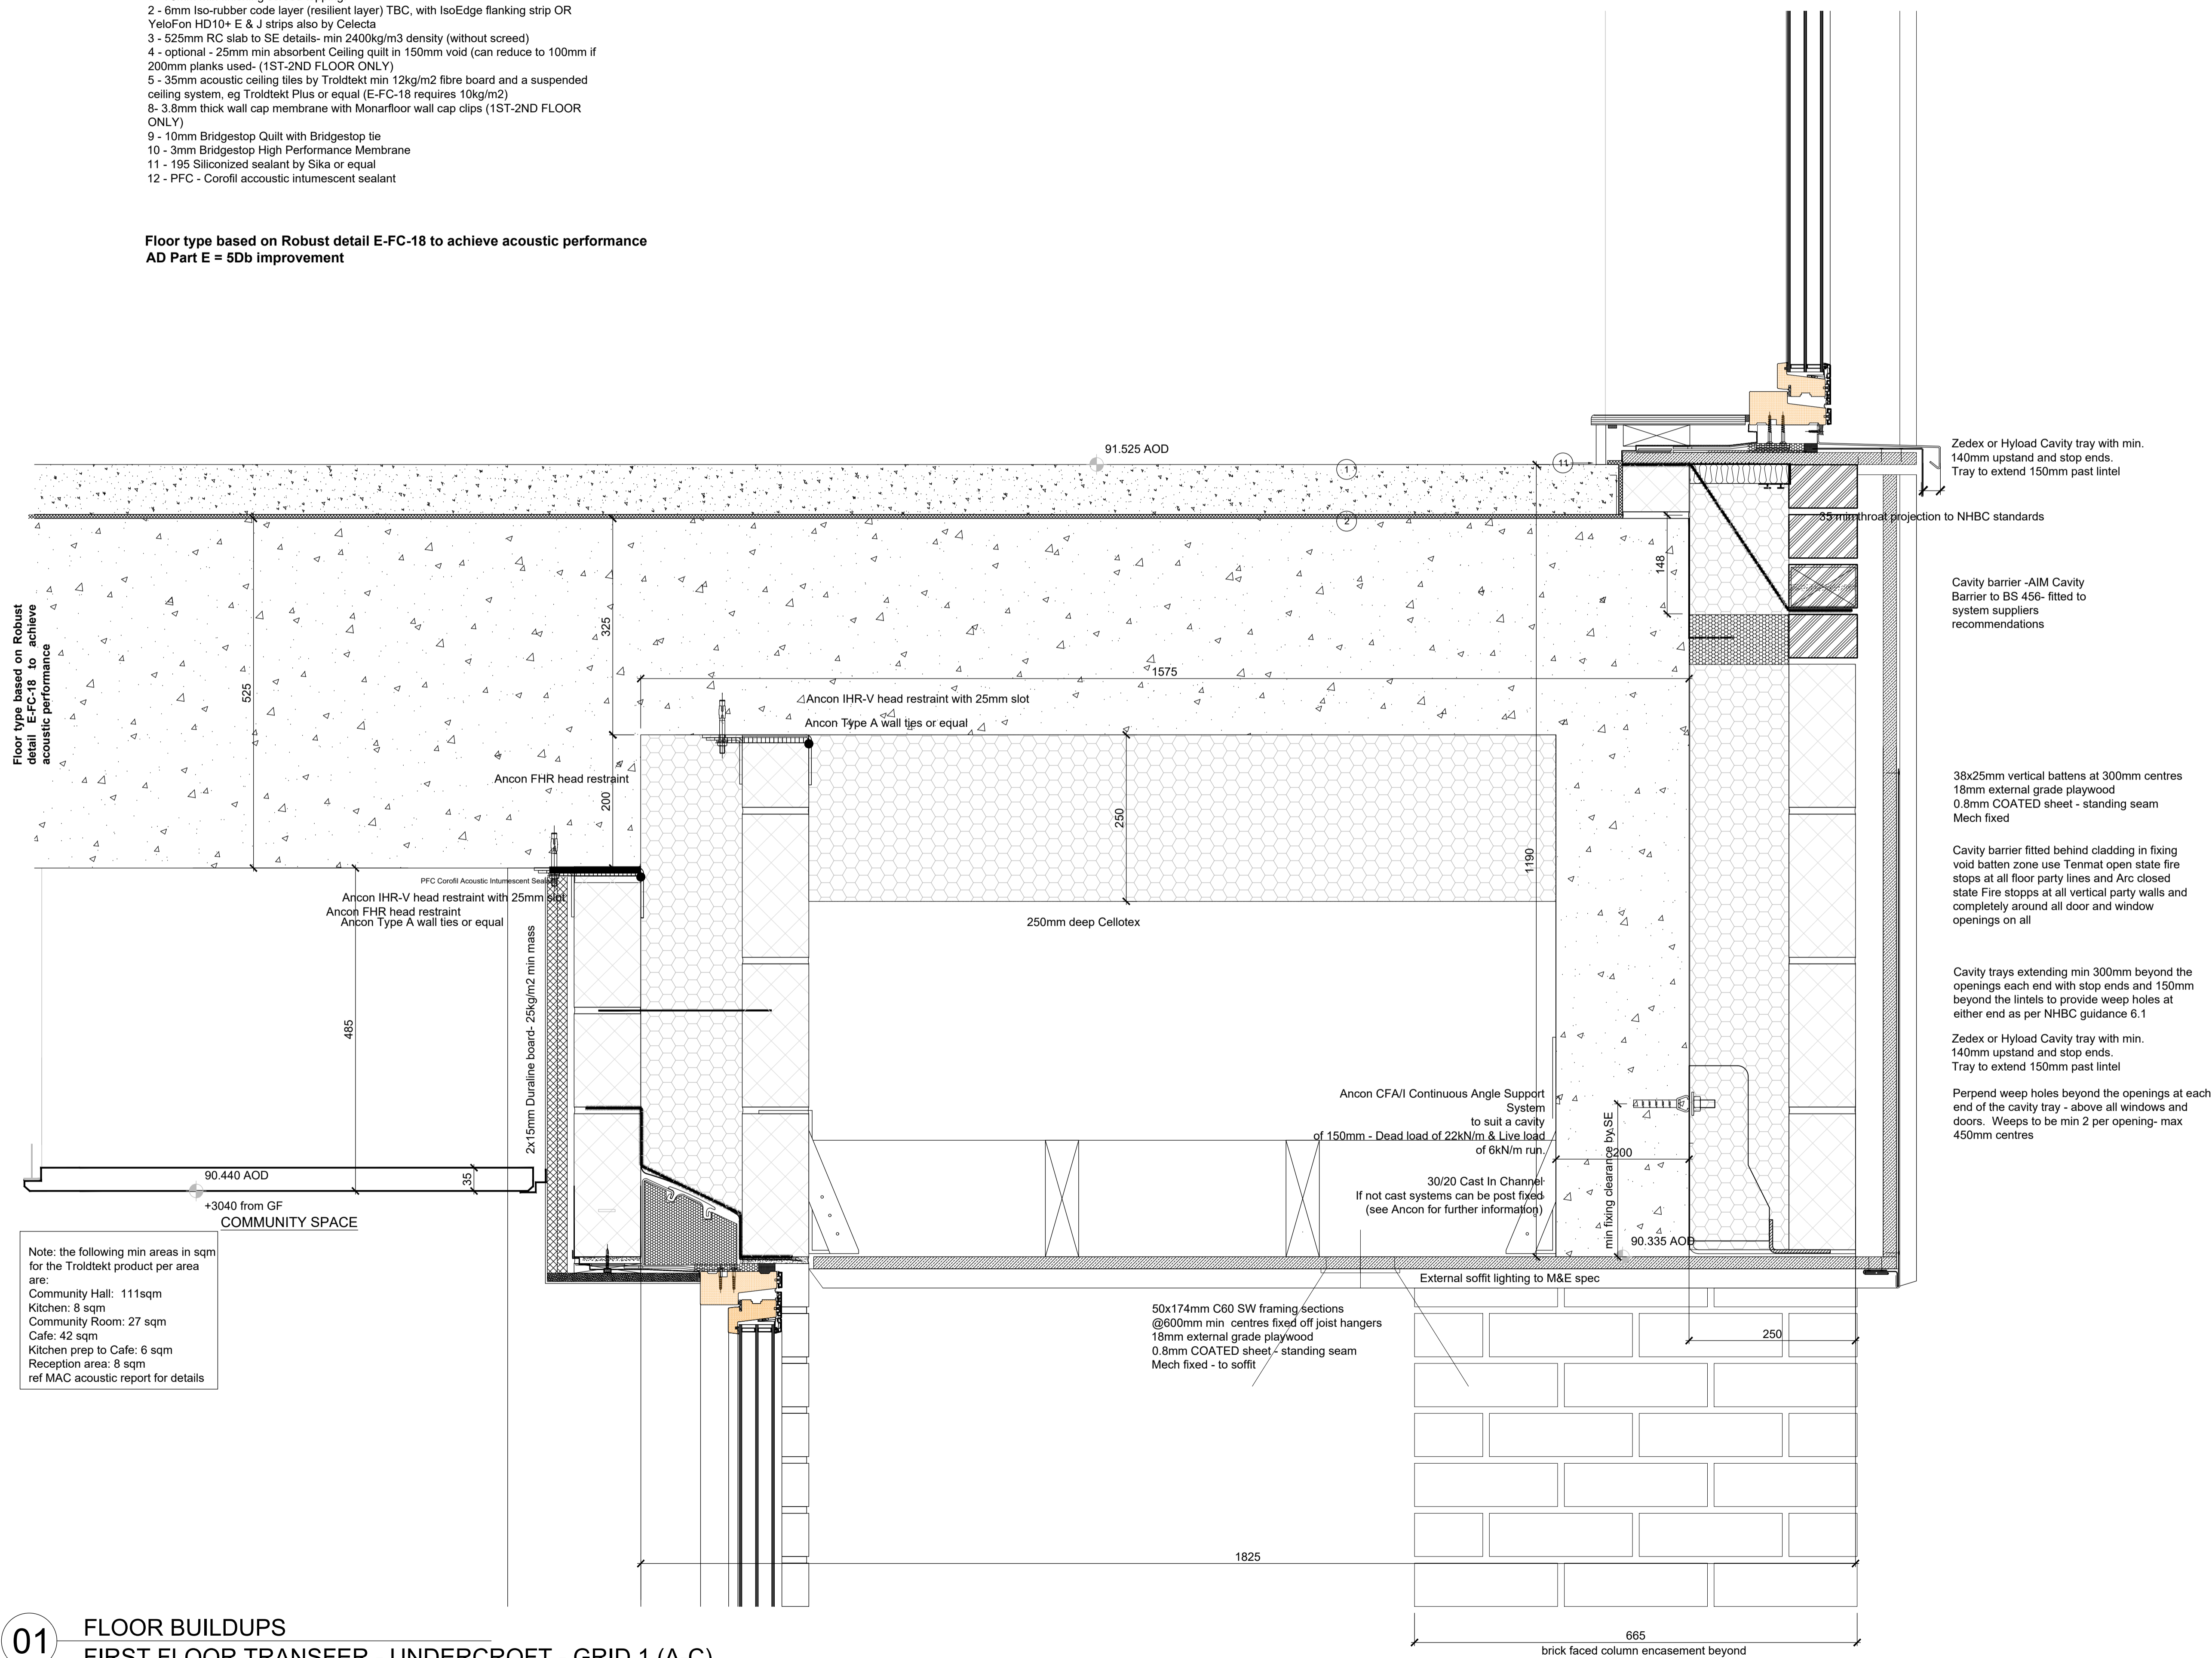 2 - 6mm Iso-rubber code layer (resilient layer) TBC, with IsoEdge flanking strip OR
YeloFon HD10+ E & J strips also by Celecta
3 - 525mm RC slab to SE details- min 2400kg/m3 density (without screed)
4 - optional - 25mm min absorbent Ceiling quilt in 150mm void (can reduce to 100mm if
200mm planks used- (1ST-2ND FLOOR ONLY)
5 - 35mm acoustic ceiling tiles by Troldtekt min 12kg/m2 fibre board and a suspended
ceiling system, eg Troldtekt Plus or equal (E-FC-18 requires 10kg/m2)
8- 3.8mm thick wall cap membrane with Monarfloor wall cap clips (1ST-2ND FLOOR
ONLY)
9 - 10mm Bridgestop Quilt with Bridgestop tie
10 - 3mm Bridgestop High Performance Membrane
11 - 195 Siliconized sealant by Sika or equal
12 - PFC - Corofil accoustic intumescent sealant
Floor type based on Robust detail E-FC-18 to achieve acoustic performance
AD Part E = 5Db improvement
91.525 AOD
1
11
2
Zedex or Hyload Cavity tray with min.
140mm upstand and stop ends.
Tray to extend 150mm past lintel
35 mimthroat projection to NHBC standards
148
Cavity barrier -AIM Cavity
Barrier to BS 456- fitted to
system suppliers
recommendations
Floor type based on Robust
detail E-FC-18 to achieve
acoustic performance
525
325
1575
Ancon IHR-V head restraint with 25mm slot
Ancon Type A wall ties or equal
Ancon FHR head restraint
200
250
1190
38x25mm vertical battens at 300mm centres
18mm external grade playwood
0.8mm COATED sheet - standing seam
Mech fixed
Cavity barrier fitted behind cladding in fixing
void batten zone use Tenmat open state fire
stops at all floor party lines and Arc closed
state Fire stopps at all vertical party walls and
completely around all door and window
openings on all
PFC Corofil Acoustic Intumescent Sealant
Ancon IHR-V head restraint with 25mm slot
Ancon FHR head restraint
Ancon Type A wall ties or equal
250mm deep Cellotex
2x15mm Duraline board- 25kg/m2 min mass
485
Cavity trays extending min 300mm beyond the
openings each end with stop ends and 150mm
beyond the lintels to provide weep holes at
either end as per NHBC guidance 6.1
Zedex or Hyload Cavity tray with min.
140mm upstand and stop ends.
Tray to extend 150mm past lintel
Perpend weep holes beyond the openings at each
end of the cavity tray - above all windows and
doors. Weeps to be min 2 per opening- max
450mm centres
Ancon CFA/I Continuous Angle Support
System
to suit a cavity
of 150mm - Dead load of 22kN/m & Live load
of 6kN/m run.
30/20 Cast In Channel
If not cast systems can be post fixed
(see Ancon for further information)
min fixing clearance by SE
200
90.335 AOD
90.440 AOD
35
+3040 from GF
COMMUNITY SPACE
Note: the following min areas in sqm
for the Troldtekt product per area
are:
Community Hall: 111sqm
Kitchen: 8 sqm
Community Room: 27 sqm
Cafe: 42 sqm
Kitchen prep to Cafe: 6 sqm
Reception area: 8 sqm
ref MAC acoustic report for details
External soffit lighting to M&E spec
50x174mm C60 SW framing sections
@600mm min centres fixed off joist hangers
18mm external grade playwood
0.8mm COATED sheet - standing seam
Mech fixed - to soffit
250
1825
665
brick faced column encasement beyond
01
FLOOR BUILDUPS
FIRST FLOOR TRANSFER - UNDERCROFT - GRID 1 (A-C)